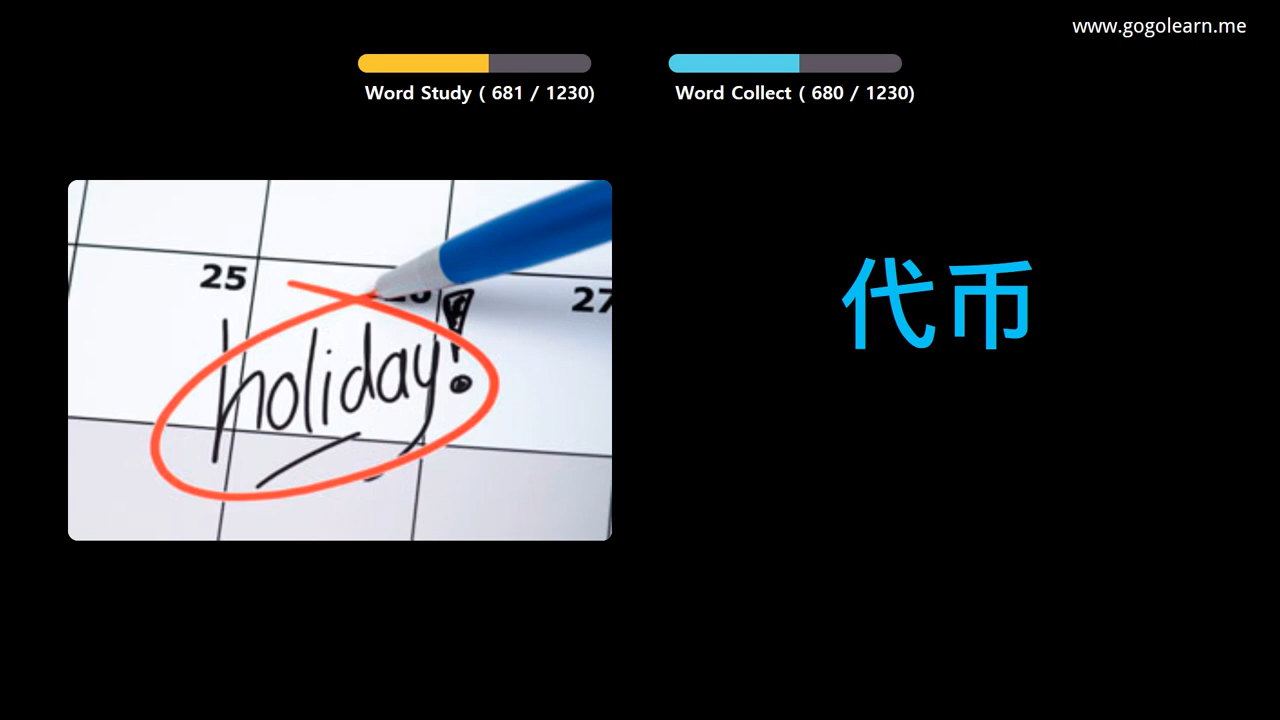 www.gogolearn.me
Word Study ( 681 / 1230)
Word Collect ( 680 / 1230)
25
27
holiday!
代币